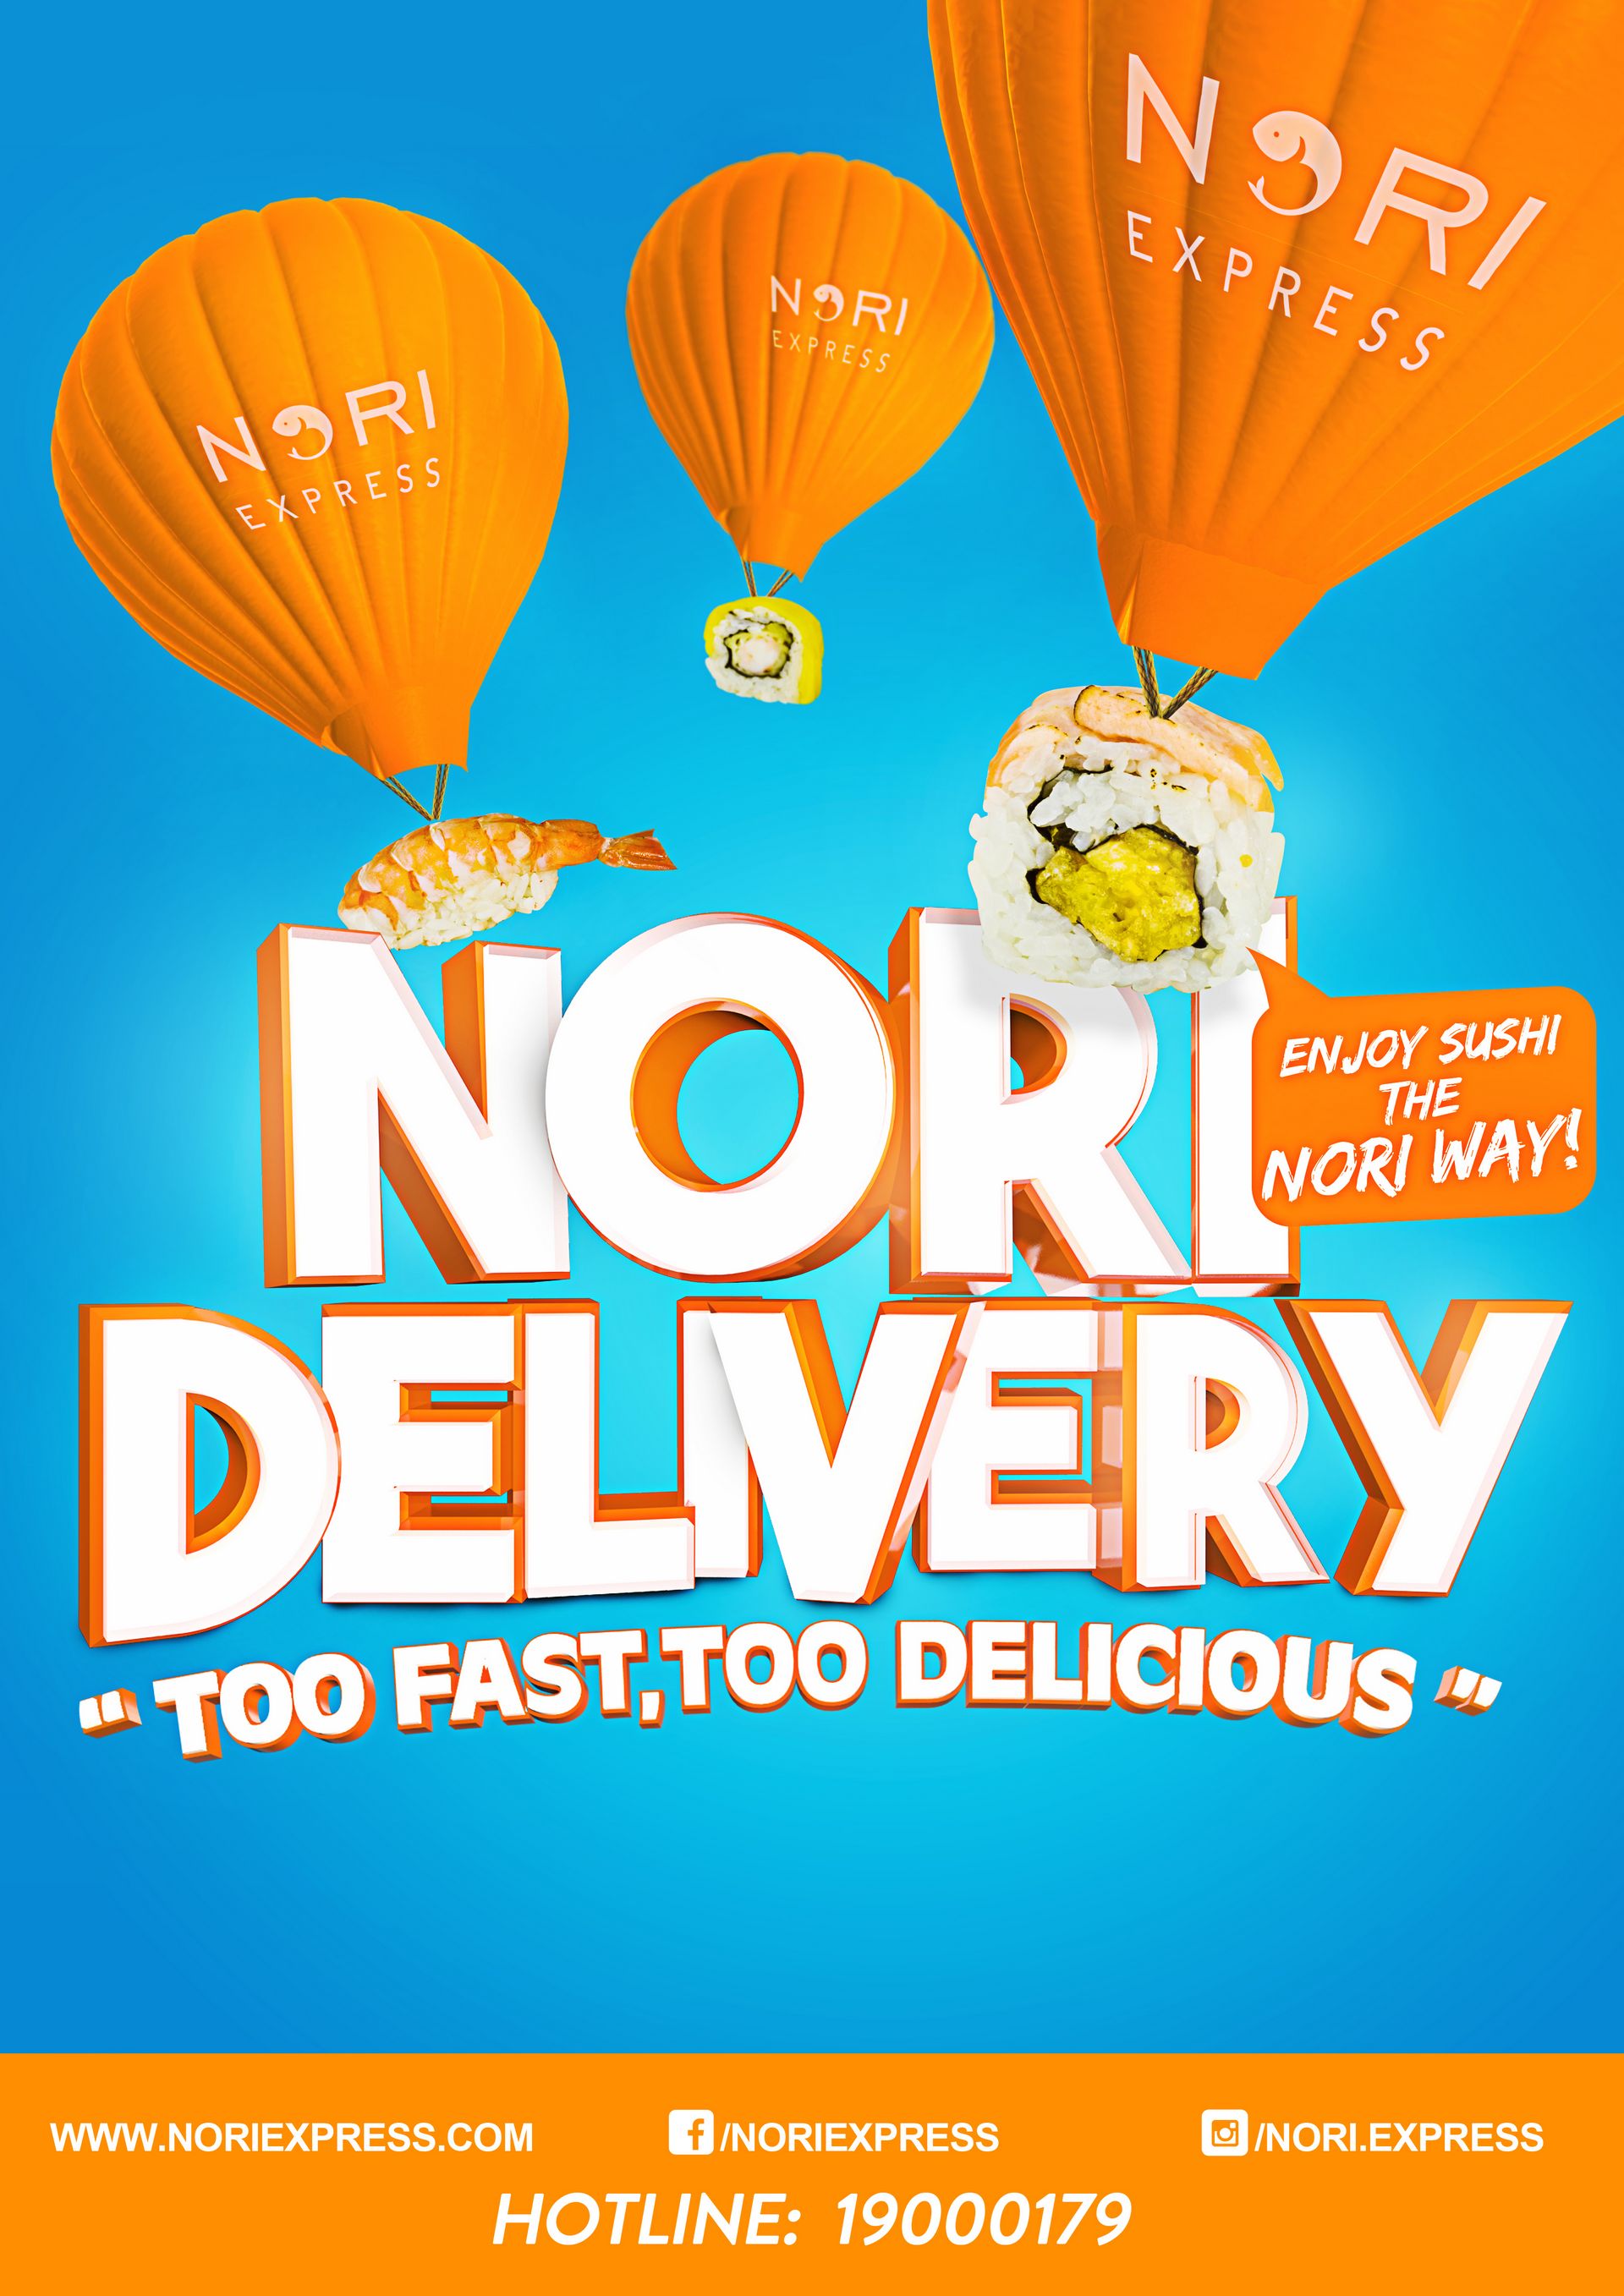 NORI
EXPRESS
NORI
EXPRESS
NORI
EXPRESS
NORI
ENJOY SUSHI
THE
NORI WAY!
DELIVERY
“ TOO FAST,TOO DELICIOUS ”
WWW.NORIEXPRESS.COM
/NORIEXPRESS
/NORI.EXPRESS
HOTLINE: 19000179